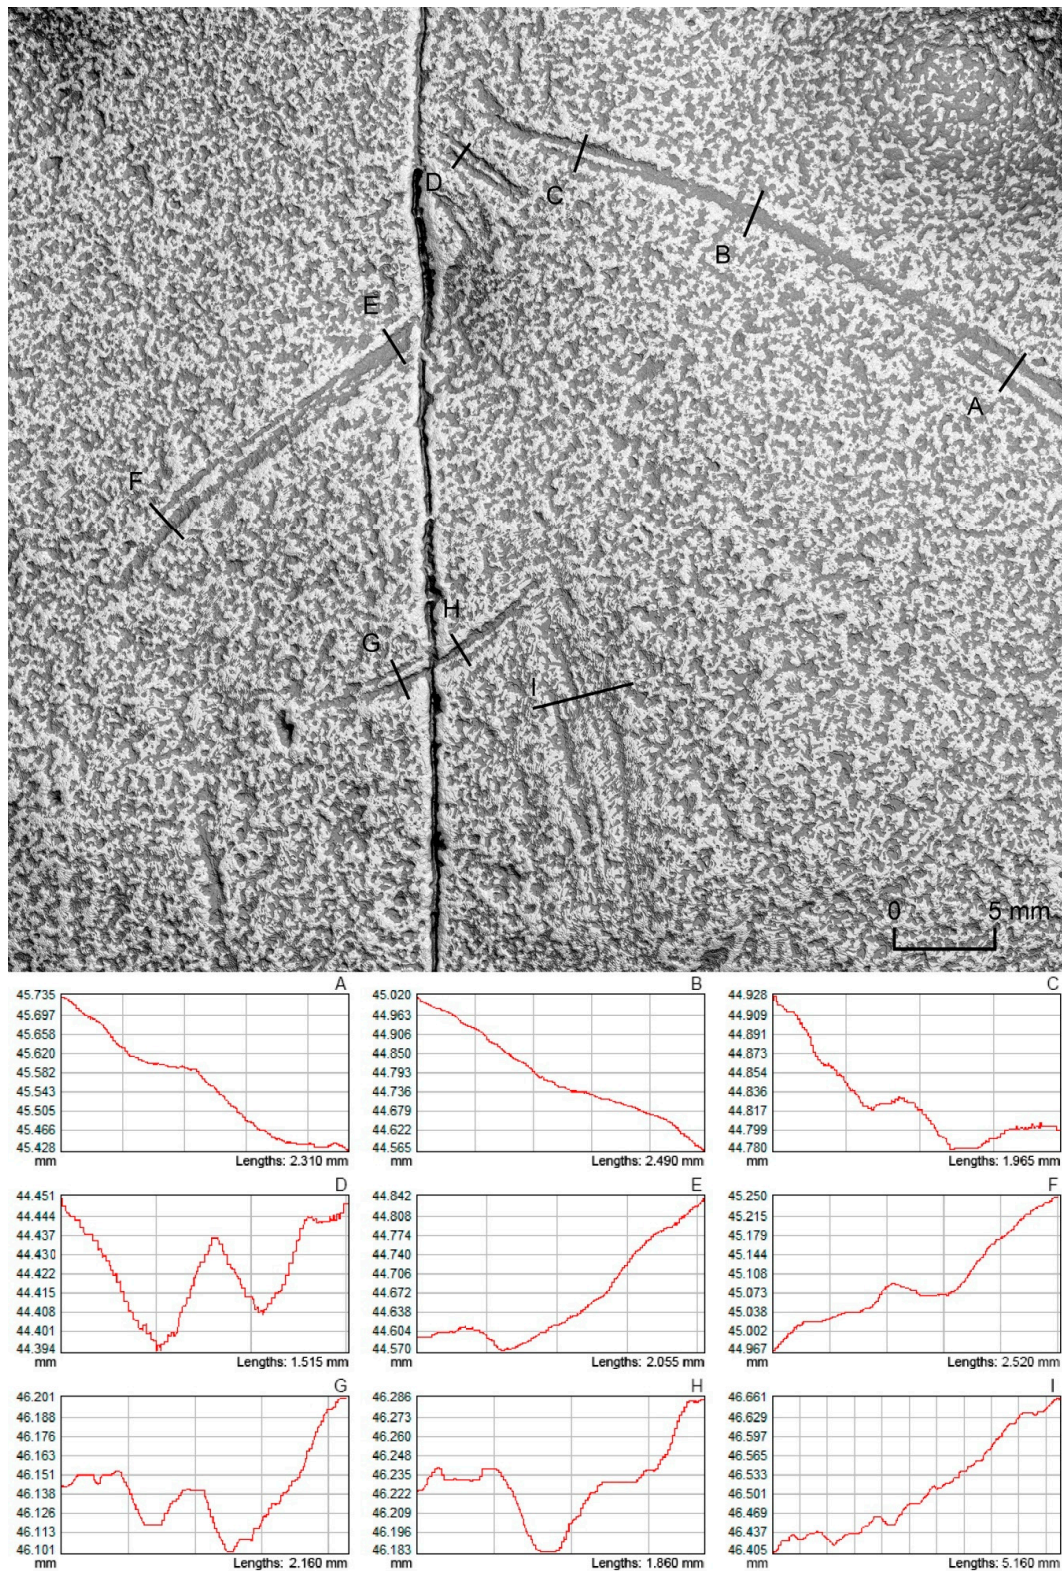 D
C
B
E
A
F
H
G
I
0 5 mm
A
45.735
45.697
45.658
45.620
45.582
45.543
45.505
45.466
45.428
mm Lengths: 2.310 mm
B
45.020
44.963
44.906
44.850
44.793
44.736
44.679
44.622
44.565
mm Lengths: 2.490 mm
C
44.928
44.909
44.891
44.873
44.854
44.836
44.817
44.799
44.780
mm Lengths: 1.965 mm
D
44.451
44.444
44.437
44.430
44.422
44.415
44.408
44.401
44.394
mm Lengths: 1.515 mm
E
44.842
44.808
44.774
44.740
44.706
44.672
44.638
44.604
44.570
mm Lengths: 2.055 mm
F
45.250
45.215
45.179
45.144
45.108
45.073
45.038
45.002
44.967
mm Lengths: 2.520 mm
G
46.201
46.188
46.176
46.163
46.151
46.138
46.126
46.113
46.101
mm Lengths: 2.160 mm
H
46.286
46.273
46.260
46.248
46.235
46.222
46.209
46.196
46.183
mm Lengths: 1.860 mm
I
46.661
46.629
46.597
46.565
46.533
46.501
46.469
46.437
46.405
mm Lengths: 5.160 mm